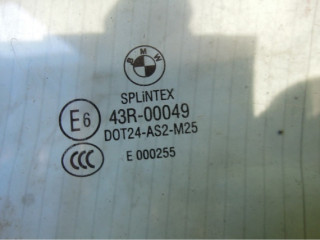 BMW
SPLiNTEX
E6 43R-00049
DOT24-AS2-M25
CCC E 000255